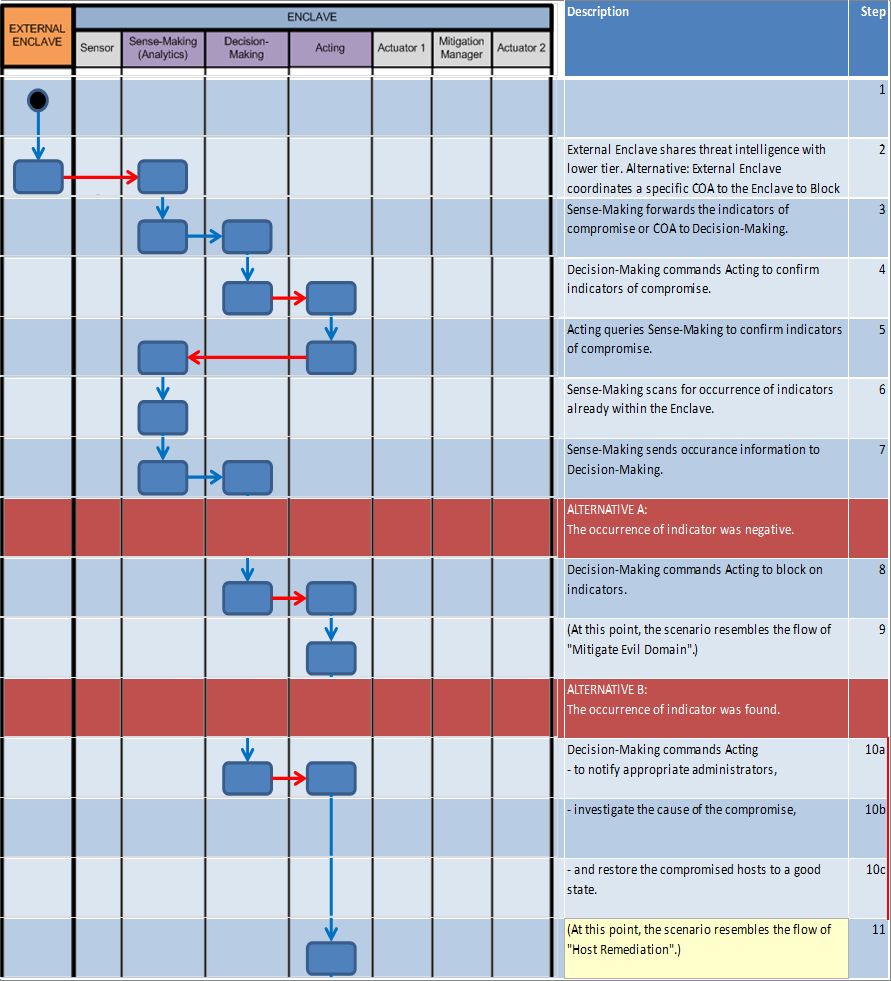 EXTERNAL
ENCLAVE
ENCLAVE
Sensor
Sense-Making
(Analytics)
Decision-
Making
Acting
Actuator 1
Mitigation
Manager
Actuator 2
Description
Step
1
External Enclave shares threat intelligence with
lower tier. Alternative: External Enclave
coordinates a specific COA to the Enclave to Block
2
Sense-Making forwards the indicators of
compromise or COA to Decision-Making.
3
Decision-Making commands Acting to confirm
indicators of compromise.
4
Acting queries Sense-Making to confirm indicators
of compromise.
5
Sense-Making scans for occurrence of indicators
already within the Enclave.
6
Sense-Making sends occurance information to
Decision-Making.
7
ALTERNATIVE A:
The occurrence of indicator was negative.
Decision-Making commands Acting to block on
indicators.
8
(At this point, the scenario resembles the flow of
"Mitigate Evil Domain".)
9
ALTERNATIVE B:
The occurrence of indicator was found.
Decision-Making commands Acting
- to notify appropriate administrators,
10a
- investigate the cause of the compromise,
10b
- and restore the compromised hosts to a good
state.
10c
(At this point, the scenario resembles the flow of
"Host Remediation".)
11